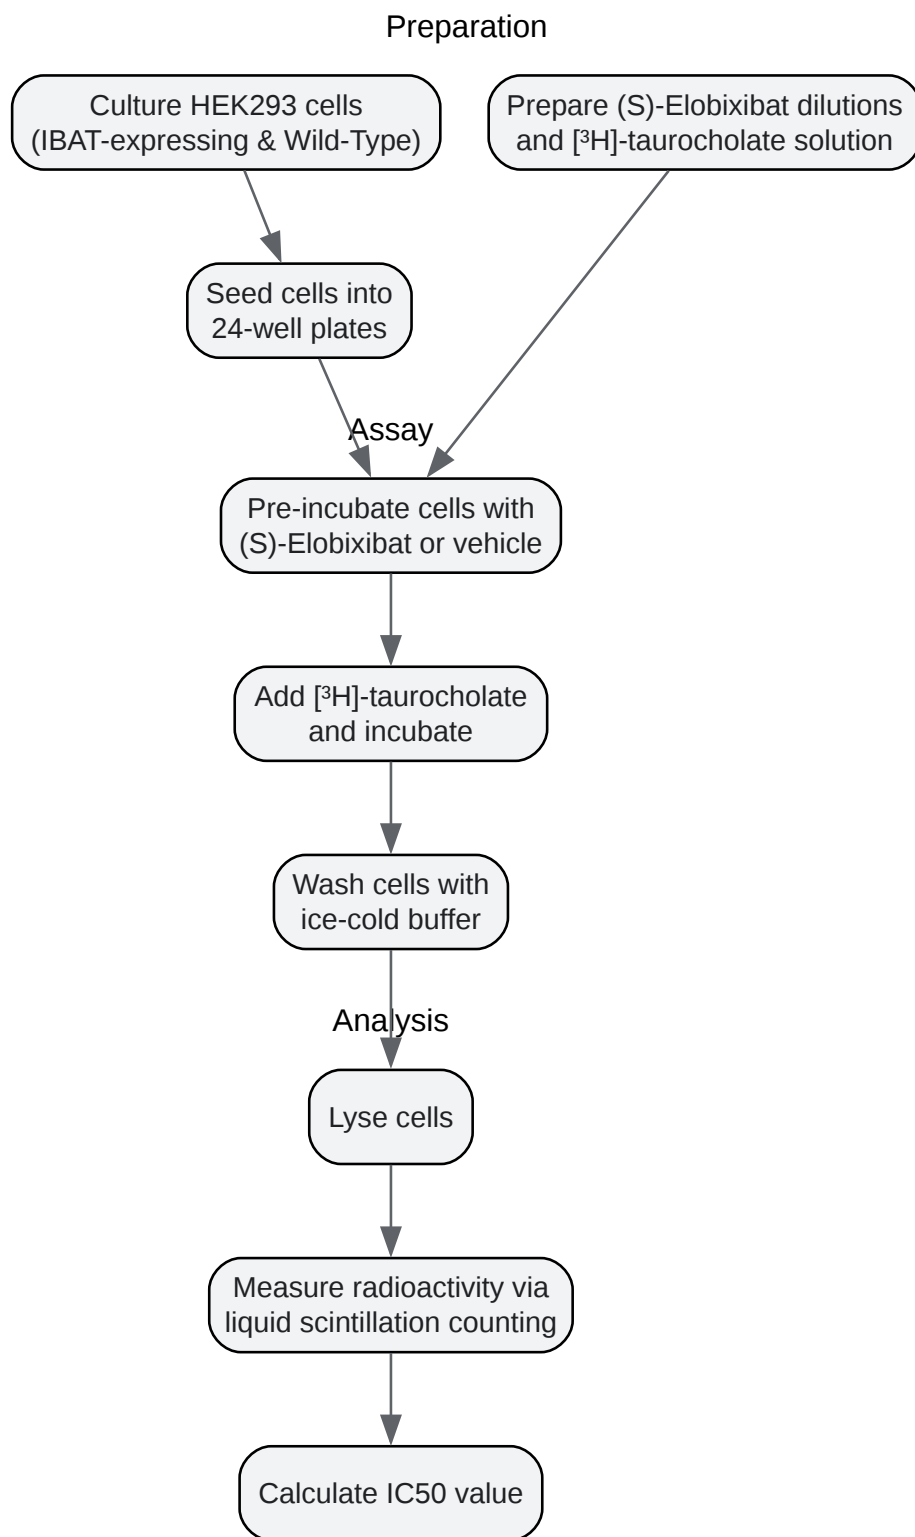 Preparation
Culture HEK293 cells
(IBAT-expressing & Wild-Type)
Prepare (S)-Elobixibat dilutions
and [³H]-taurocholate solution
Seed cells into
24-well plates
Assay
Pre-incubate cells with
(S)-Elobixibat or vehicle
Add [³H]-taurocholate
and incubate
Wash cells with
ice-cold buffer
Analysis
Lyse cells
Measure radioactivity via
liquid scintillation counting
Calculate IC50 value